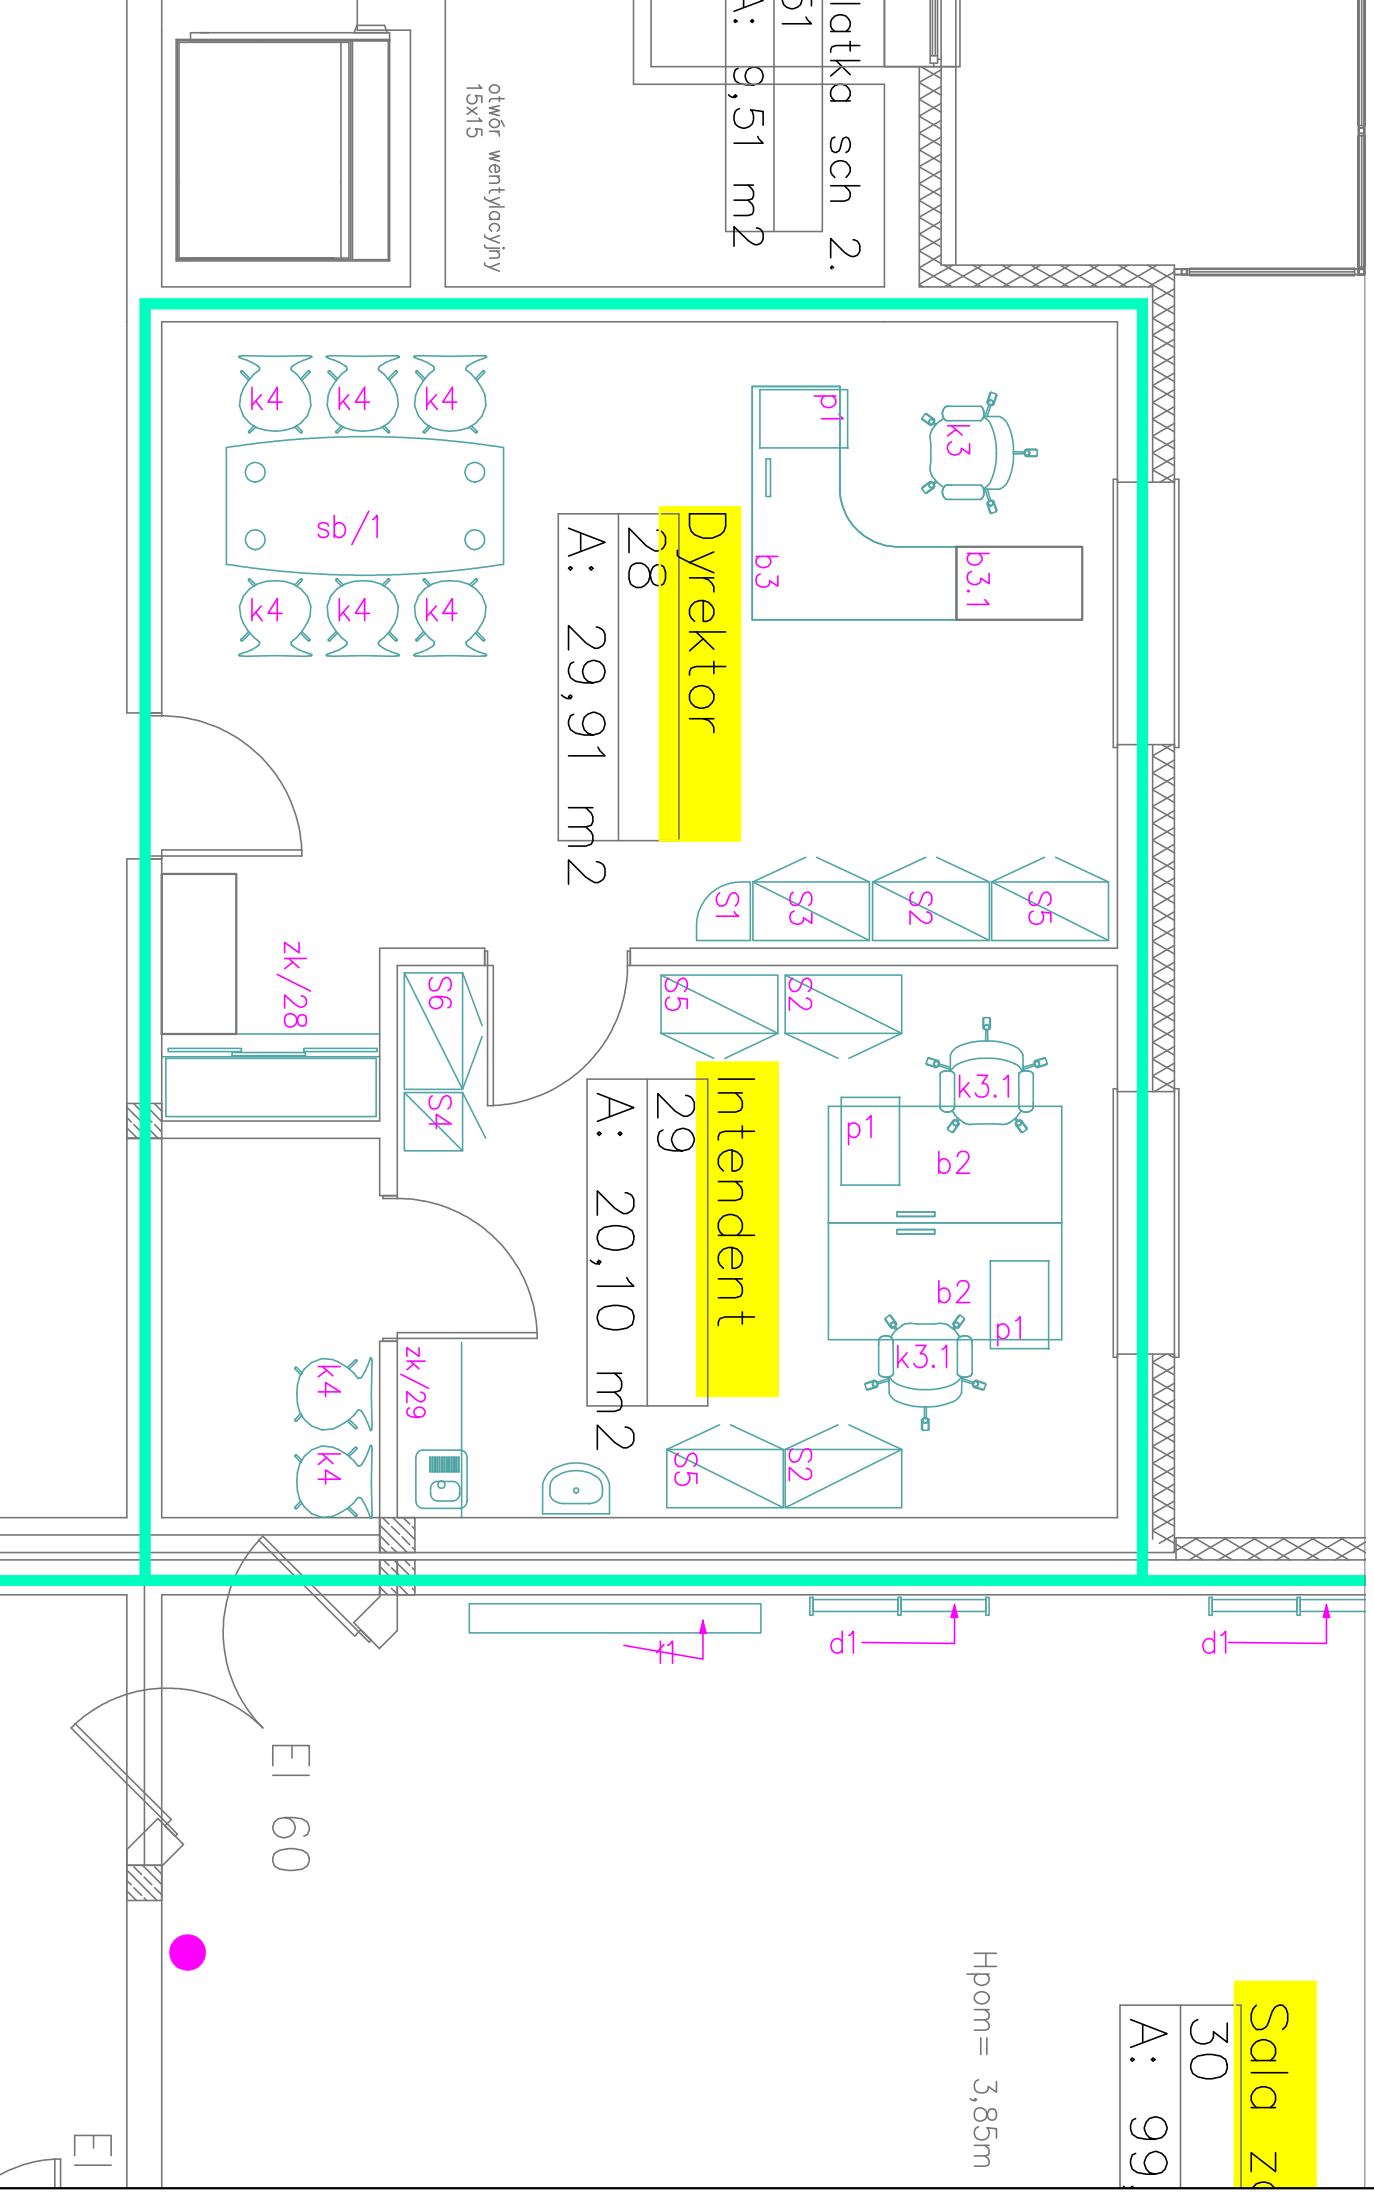 latka sch 2.
51
A: 9,51 m2
otwór wentylacyjny
15x15
k4
k4
k4
sb/1
k4
k4
k4
p1
k3
b3
b3.1
Dyrektor
28
A: 29,91 m2
S1
S3
S2
S5
zk/28
S6
S4
S5
S2
k3.1
p1
b2
b2
p1
k3.1
Intendent
29
A: 20,10 m2
zk/29
k4
k4
S5
S2
d1
d1
EI 60
Hpom= 3,85m
Sala
30
A: 99,
EI